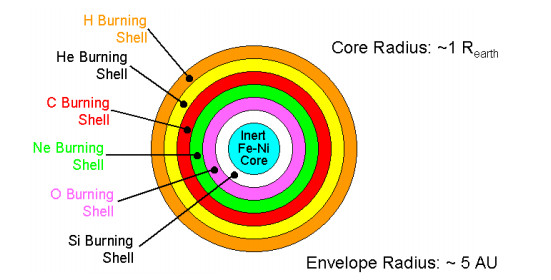 H Burning
Shell
He Burning
Shell
C Burning
Shell
Ne Burning
Shell
O Burning
Shell
Si Burning
Shell
Inert
Fe-Ni
Core
Core Radius: ~1 Rearth
Envelope Radius: ~ 5 AU